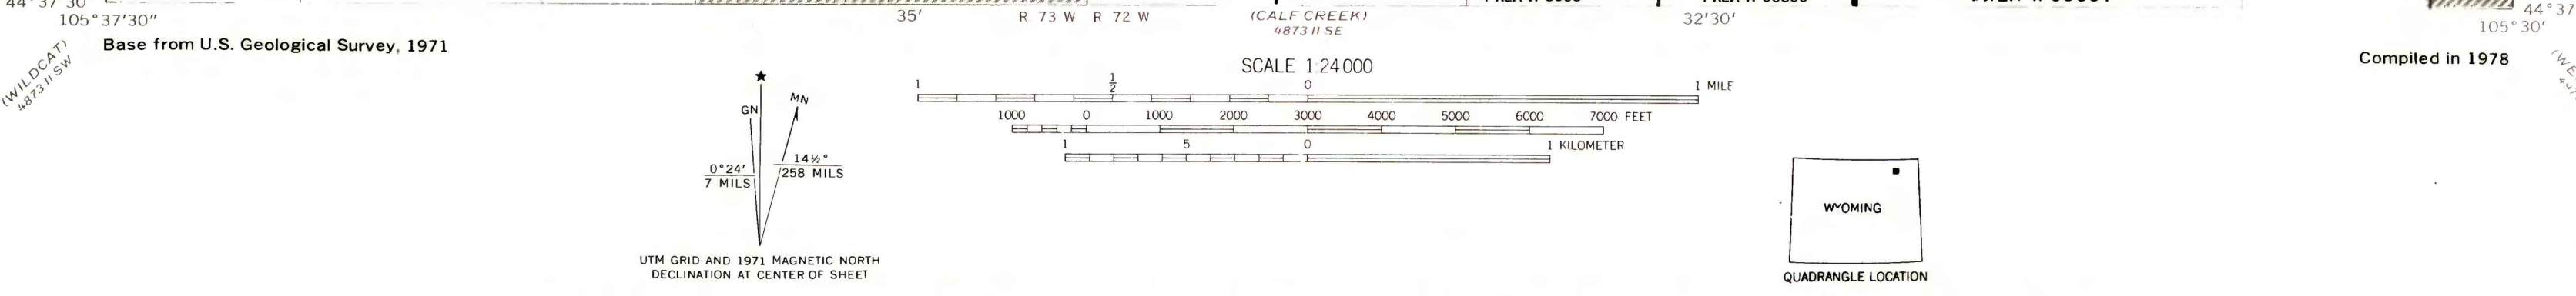 44°37'30"
105°37'30"
35'
R 73 W R 72 W
(CALF CREEK)
4873 II SE
32'30'
44°37
105°30'
(WILDCAT)
4873 II SW
Base from U.S. Geological Survey, 1971
Compiled in 1978
SCALE 1:24 000
1 1/2 0 1 MILE
1000 0 1000 2000 3000 4000 5000 6000 7000 FEET
1 5 0 1 KILOMETER
★
GN
MN
0°24'
7 MILS
14½°
258 MILS
UTM GRID AND 1971 MAGNETIC NORTH
DECLINATION AT CENTER OF SHEET
WYOMING
QUADRANGLE LOCATION